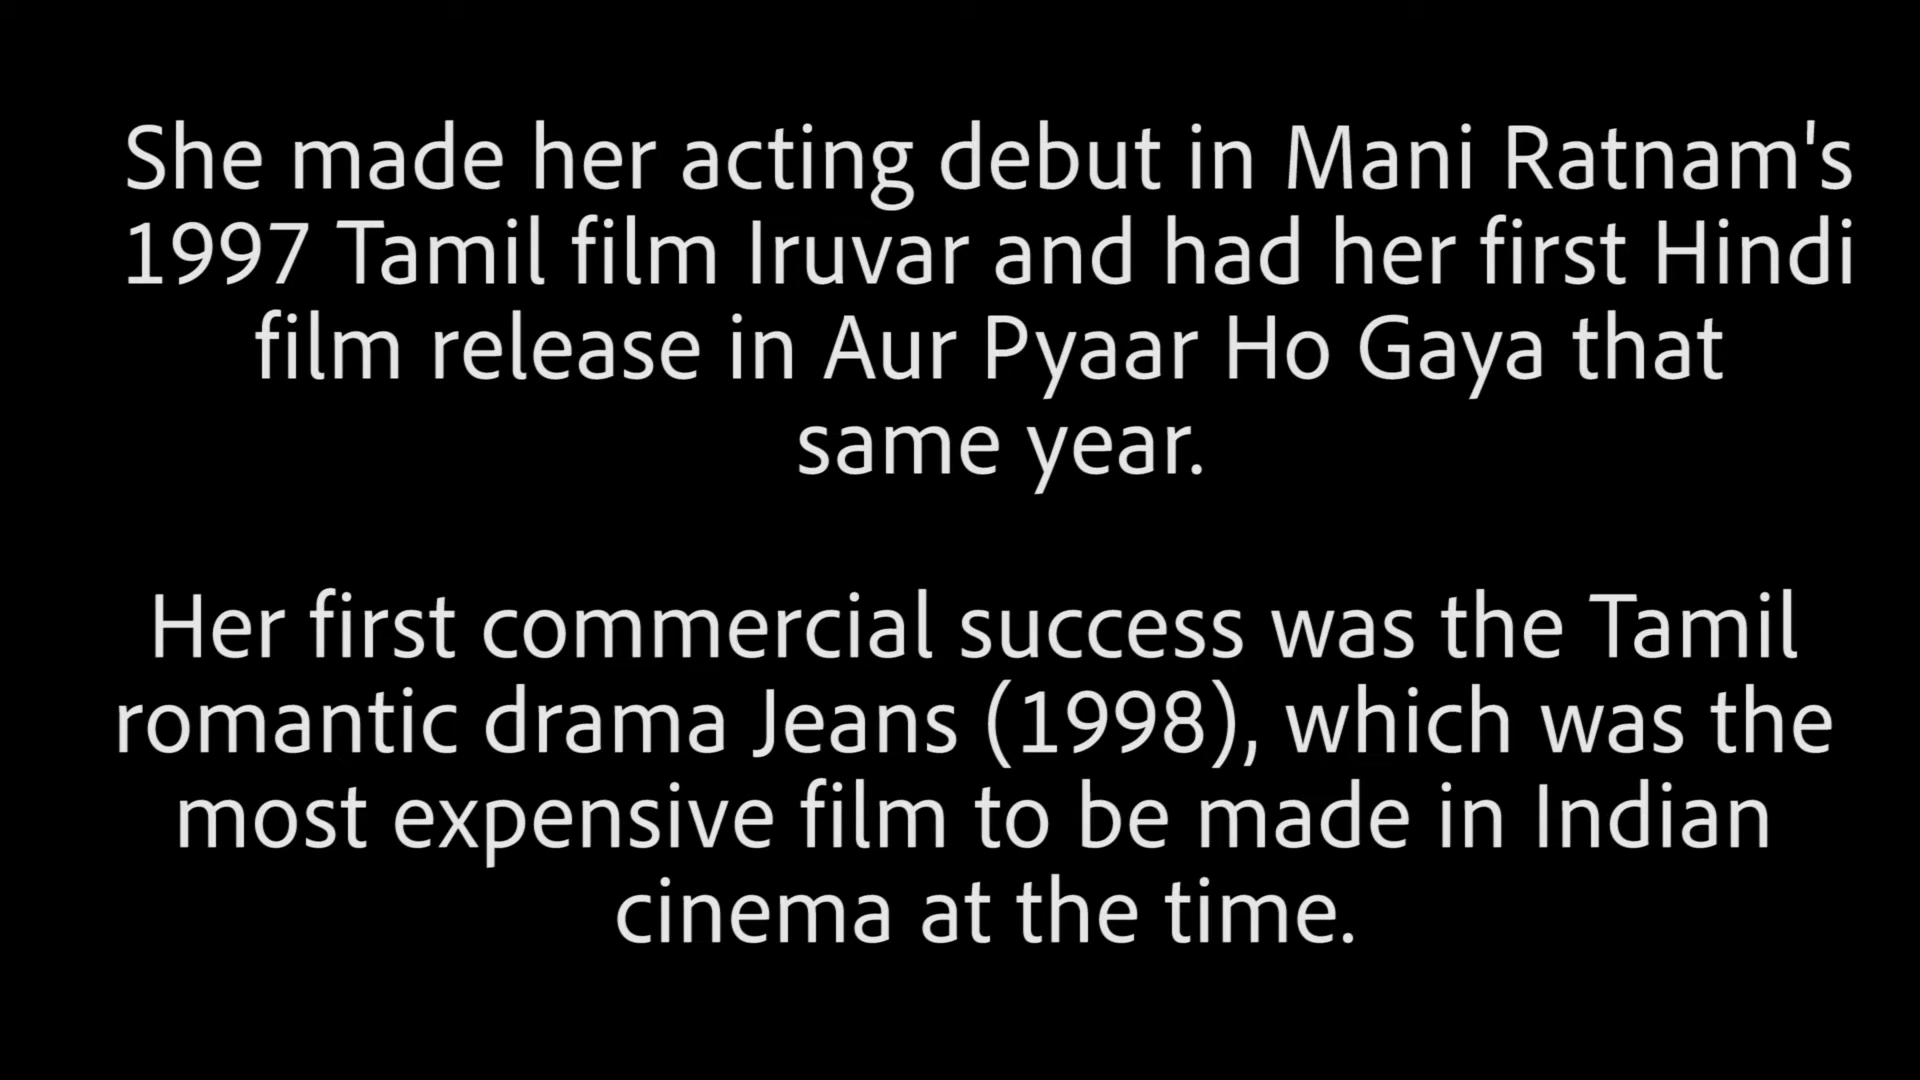 She made her acting debut in Mani Ratnam's
1997 Tamil film Iruvar and had her first Hindi
film release in Aur Pyaar Ho Gaya that
same year.
Her first commercial success was the Tamil
romantic drama Jeans (1998), which was the
most expensive film to be made in Indian
cinema at the time.